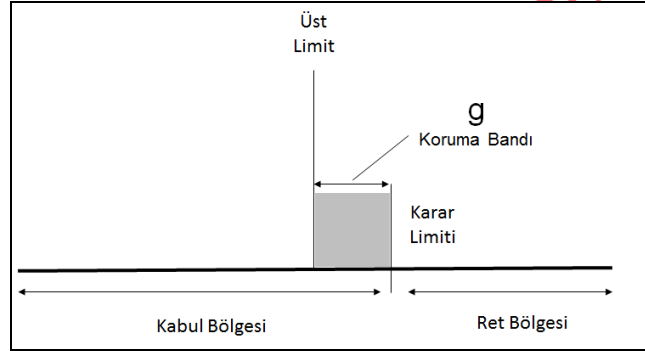 Üst
Limit
g
Koruma Bandı
Karar
Limiti
Kabul Bölgesi
Ret Bölgesi